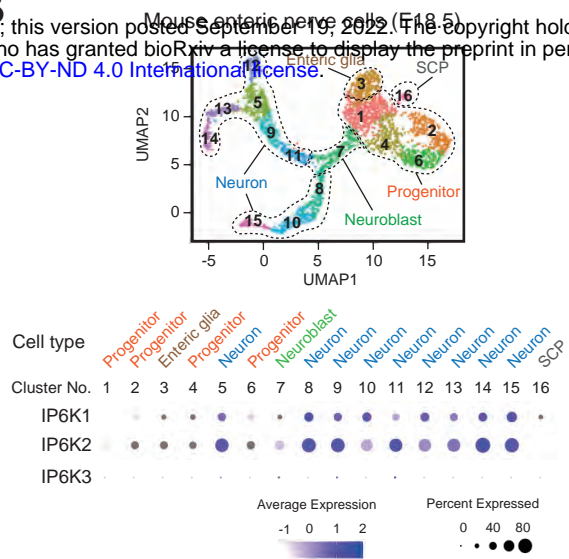 Mouse enteric nerve cells (E18.5)
; this version posted September 19, 2022. The copyright hold
ho has granted bioRxiv a license to display the preprint in per
C-BY-ND 4.0 International license.
Enteric glia
SCP
12
3
16
15
13
5
1
2
14
9
4
6
11
7
8
15
10
Neuron
Progenitor
Neuroblast
UMAP2
10
5
0
-5 0 5 10 15
UMAP1
Cell type Progenitor Progenitor Enteric glia Progenitor Neuron Progenitor Neuroblast Neuron Neuron Neuron Neuron Neuron Neuron Neuron Neuron SCP
Cluster No. 1 2 3 4 5 6 7 8 9 10 11 12 13 14 15 16
IP6K1
IP6K2
IP6K3
Average Expression Percent Expressed
-1 0 1 2 0 40 80